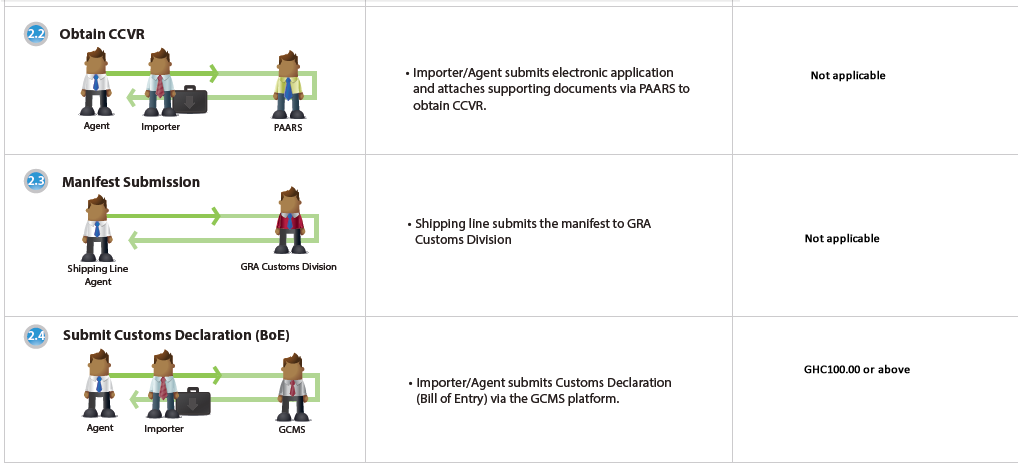 2.2 Obtain CCVR
Agent Importer PAARS
• Importer/Agent submits electronic application
and attaches supporting documents via PAARS to
obtain CCVR.
Not applicable
2.3 Manifest Submission
Shipping Line
Agent
GRA Customs Division
• Shipping line submits the manifest to GRA
Customs Division
Not applicable
2.4 Submit Customs Declaration (BoE)
Agent Importer GCMS
• Importer/Agent submits Customs Declaration
(Bill of Entry) via the GCMS platform.
GHC100.00 or above